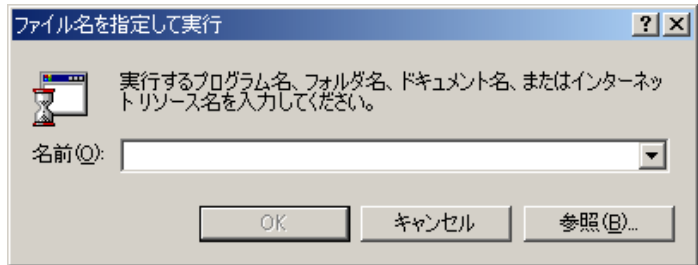 ファイル名を指定して実行
実行するプログラム名、フォルダ名、ドキュメント名、またはインターネッ
トリソース名を入力してください。
名前(O):
OK
キャンセル
参照(B)...